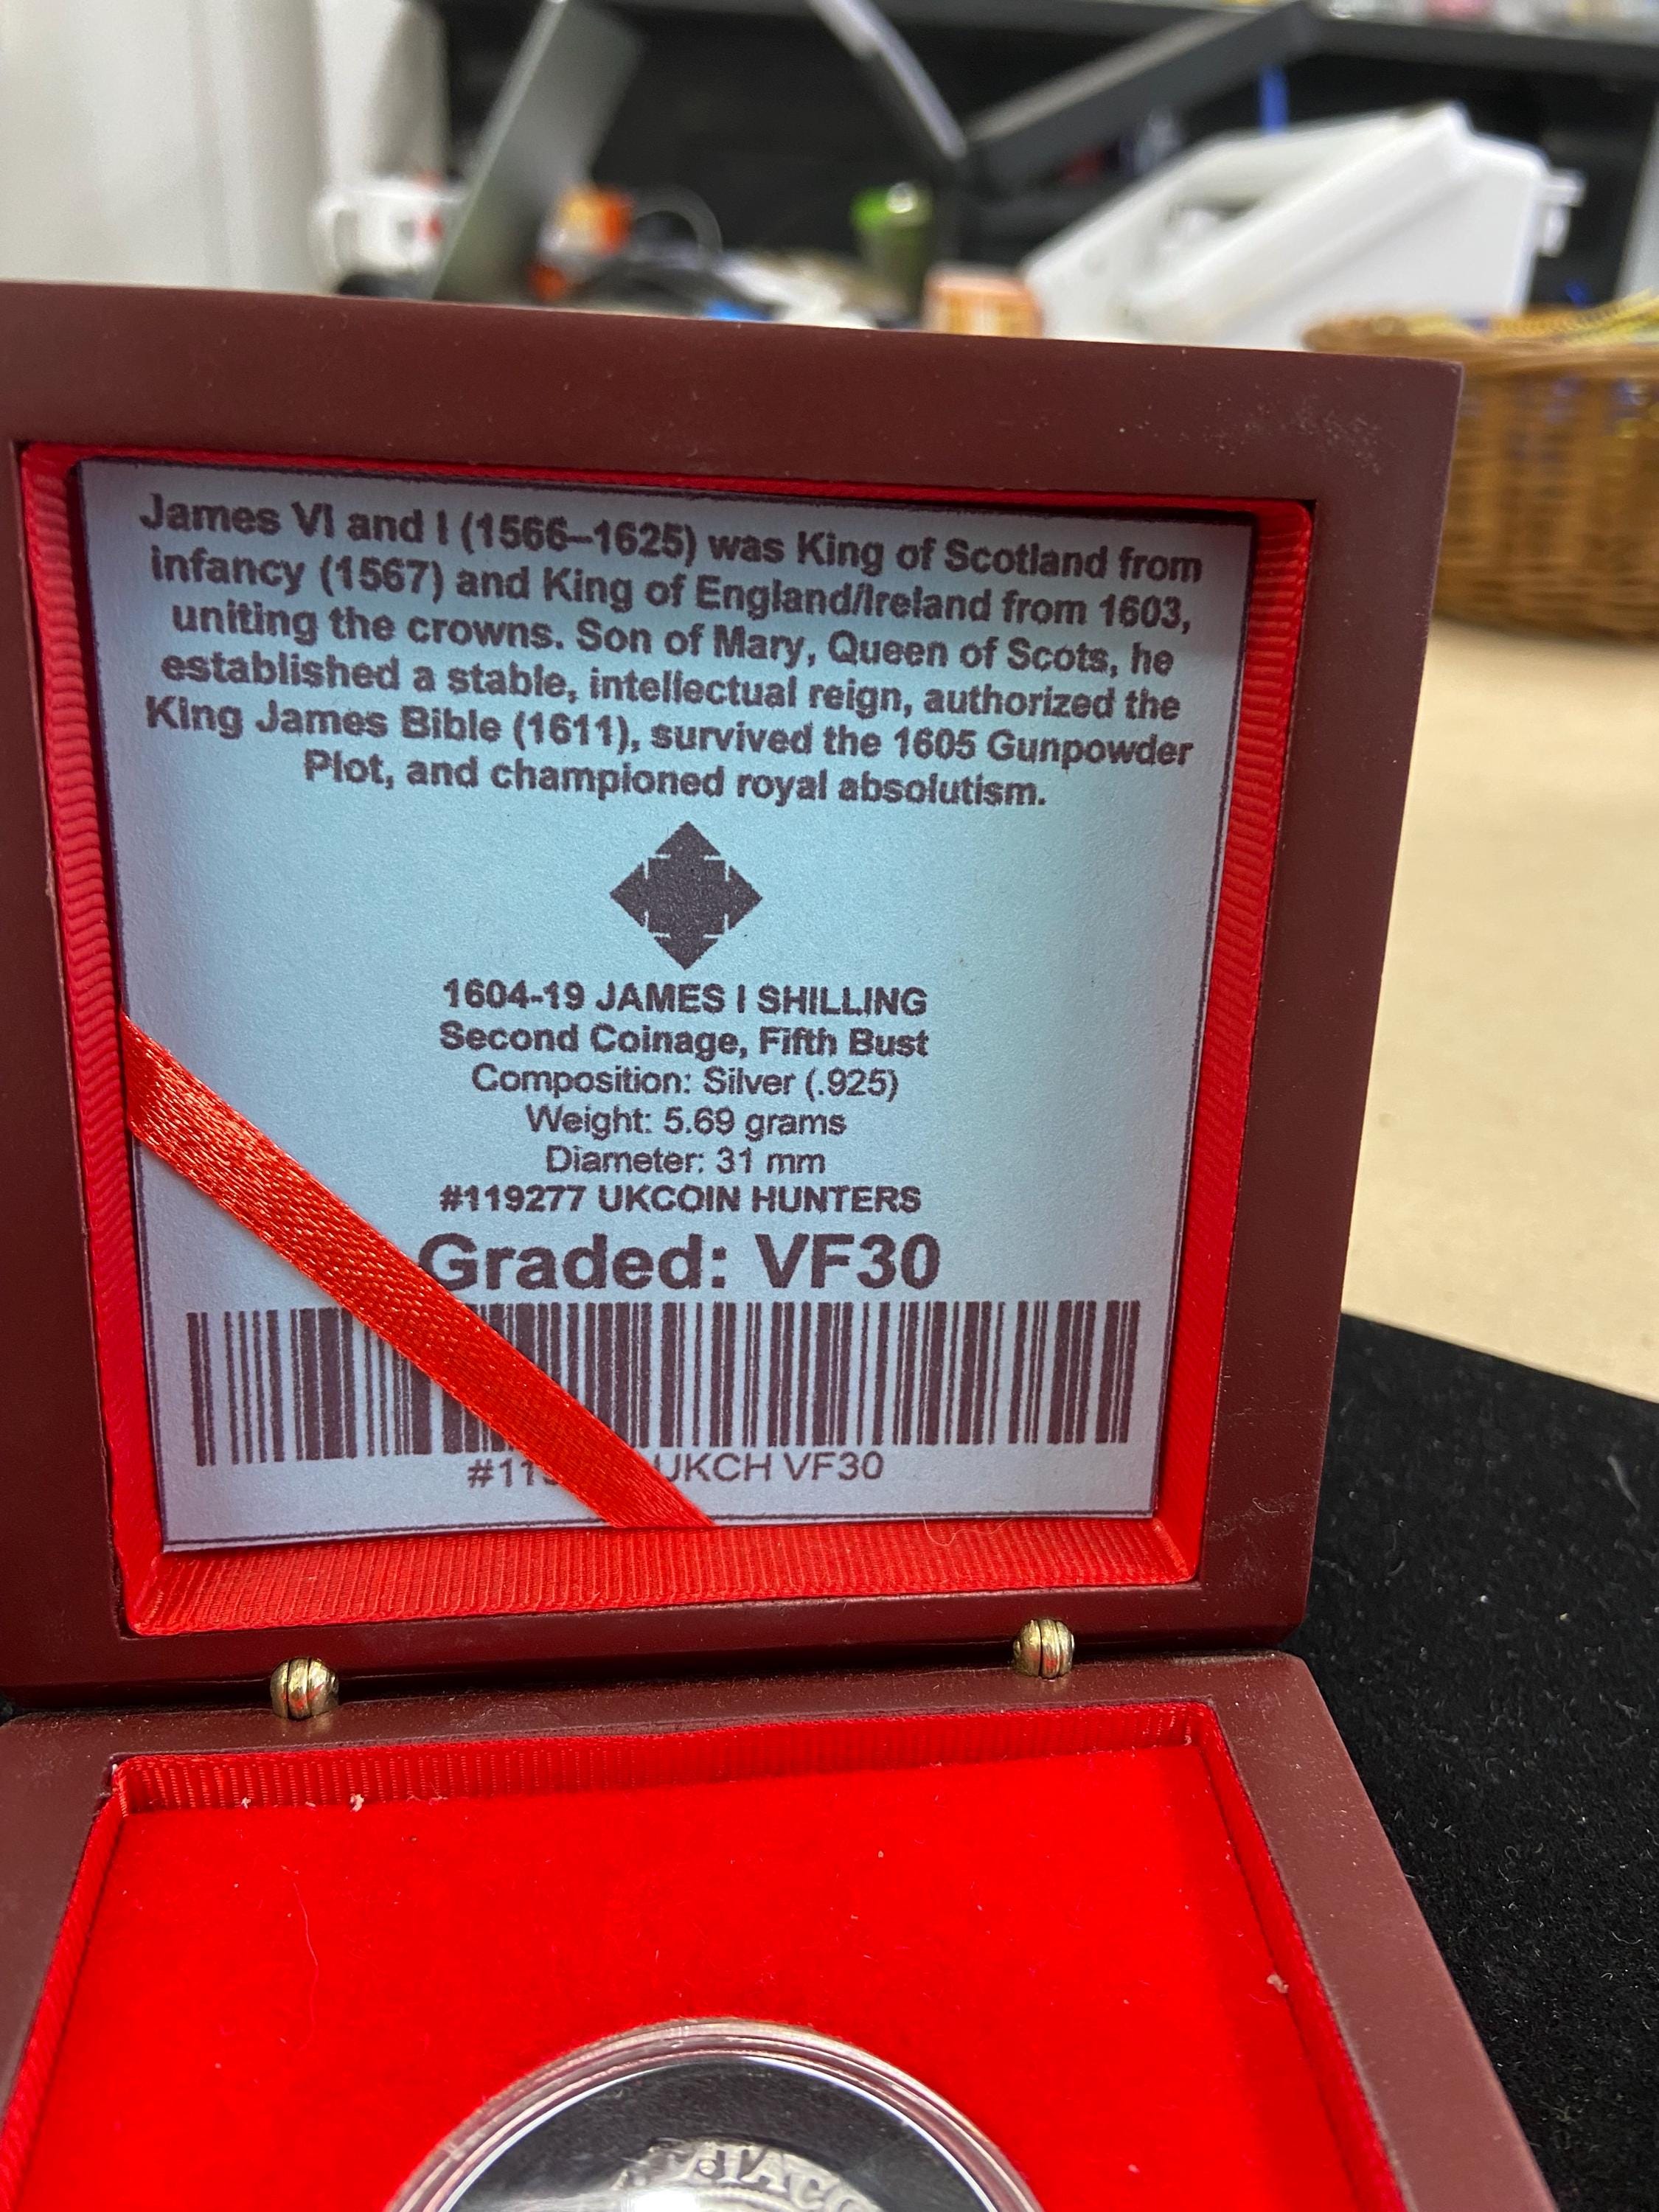 James VI and I (1566–1625) was King of Scotland from
infancy (1567) and King of England/Ireland from 1603,
uniting the crowns. Son of Mary, Queen of Scots, he
established a stable, intellectual reign, authorized the
King James Bible (1611), survived the 1605 Gunpowder
Plot, and championed royal absolutism.
1604-19 JAMES I SHILLING
Second Coinage, Fifth Bust
Composition: Silver (.925)
Weight: 5.69 grams
Diameter: 31 mm
#119277 UKCOIN HUNTERS
Graded: VF30
UKCH VF30
IACO